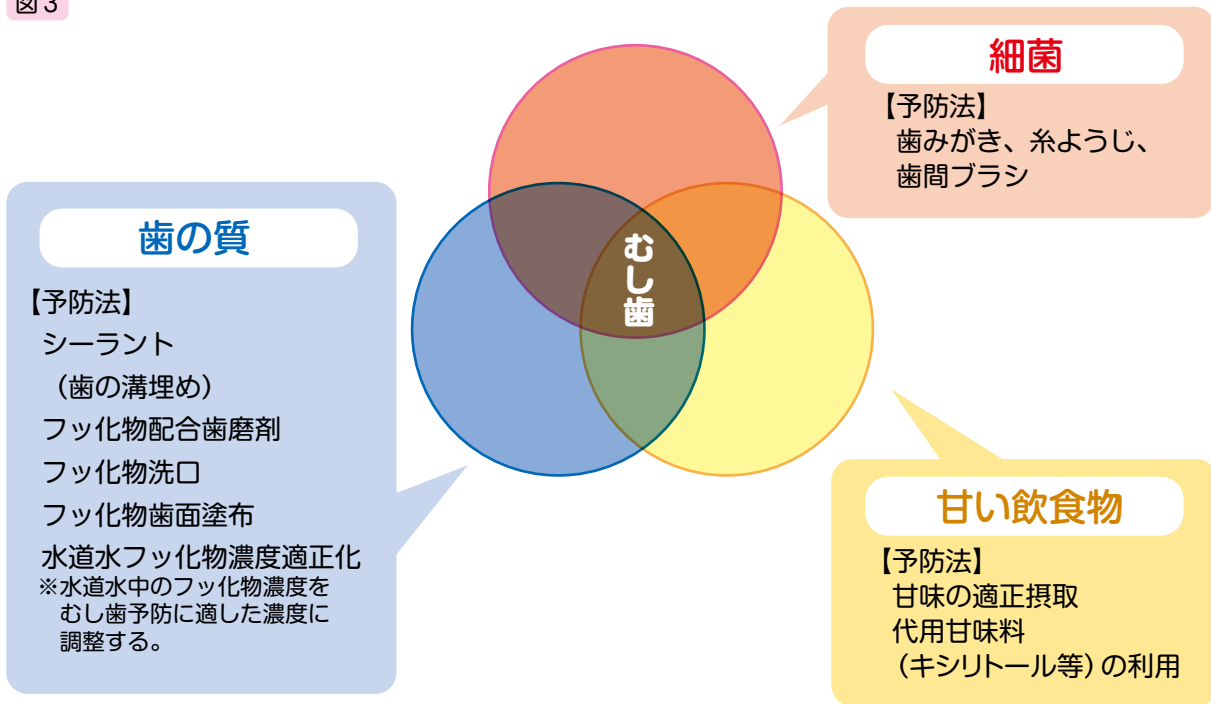 図3
細菌
【予防法】
歯みがき、糸ようじ、
歯間ブラシ
むし歯
歯の質
【予防法】
シーラント
（歯の溝埋め）
フッ化物配合歯磨剤
フッ化物洗口
フッ化物歯面塗布
水道水フッ化物濃度適正化
※水道水中のフッ化物濃度を
むし歯予防に適した濃度に
調整する。
甘い飲食物
【予防法】
甘味の適正摂取
代用甘味料
（キシリトール等）の利用